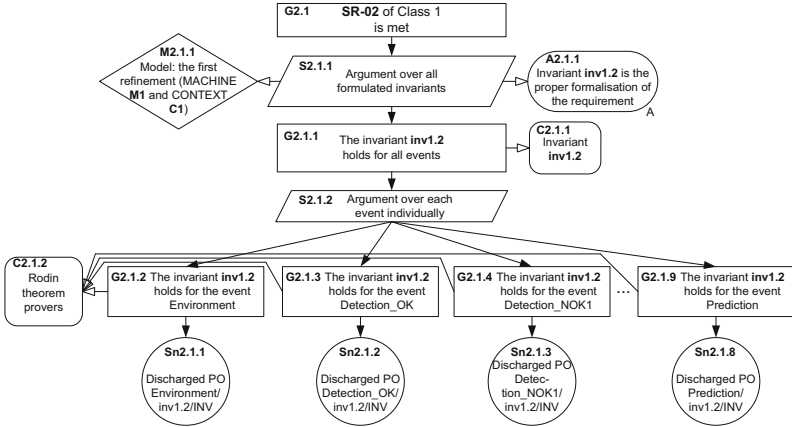 G2.1 SR-02 of Class 1
is met
M2.1.1
Model: the first
refinement (MACHINE
M1 and CONTEXT
C1)
S2.1.1
Argument over all
formulated invariants
A2.1.1
Invariant inv1.2 is the
proper formalisation of
the requirement
A
G2.1.1
The invariant inv1.2
holds for all events
C2.1.1
Invariant
inv1.2
S2.1.2 Argument over each
event individually
C2.1.2
Rodin
theorem
provers
G2.1.2 The invariant inv1.2
holds for the event
Environment
G2.1.3 The invariant inv1.2
holds for the event
Detection_OK
G2.1.4 The invariant inv1.2
holds for the event
Detection_NOK1
...
G2.1.9 The invariant inv1.2
holds for the event
Prediction
Sn2.1.1
Discharged PO
Environment/
inv1.2/INV
Sn2.1.2
Discharged PO
Detection_OK/
inv1.2/INV
Sn2.1.3
Discharged PO
Detec-
tion_NOK1/
inv1.2/INV
Sn2.1.8
Discharged PO
Prediction/
inv1.2/INV